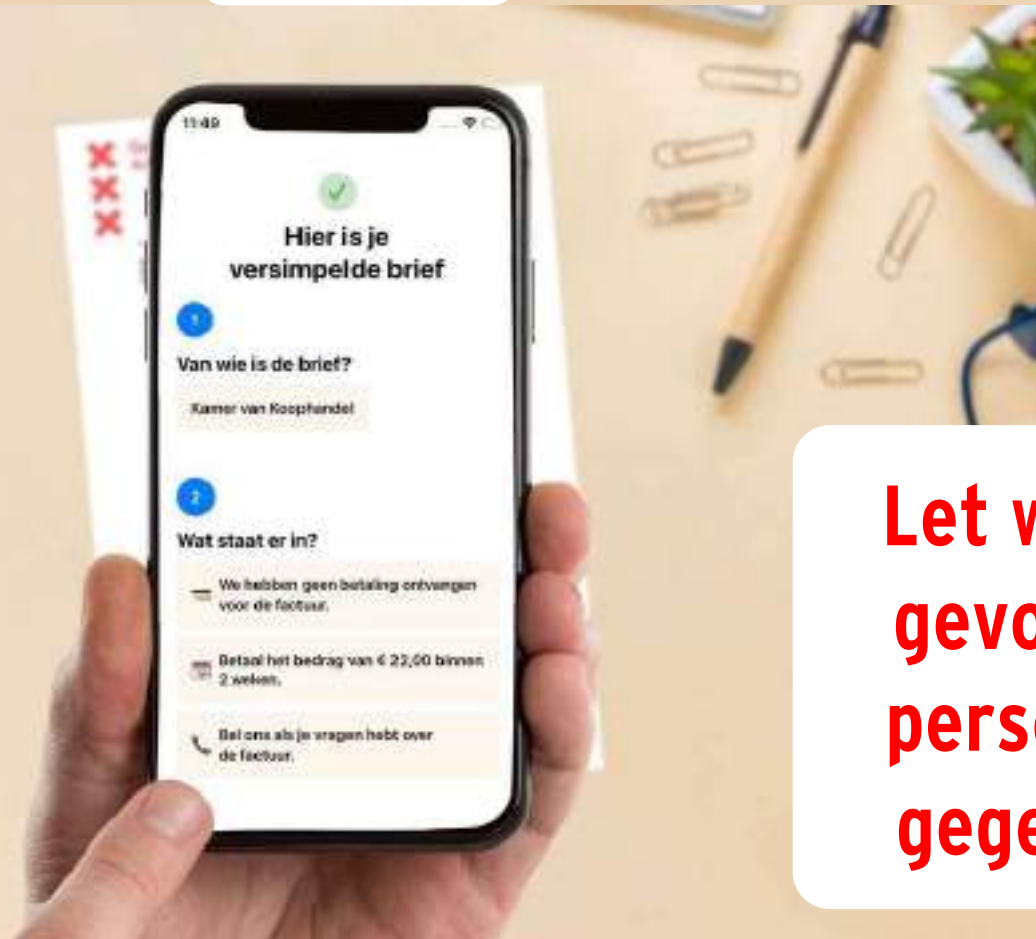 11:49
Hier is je
versimpelde brief
1
Van wie is de brief?
Kamer van Koophandel
2
Wat staat er in?
We hebben geen betaling ontvangen
voor de factuur.
Betaal het bedrag van € 22,00 binnen
2 weken.
Bel ons als je vragen hebt over
de factuur.
Let w
gevo
pers
gege